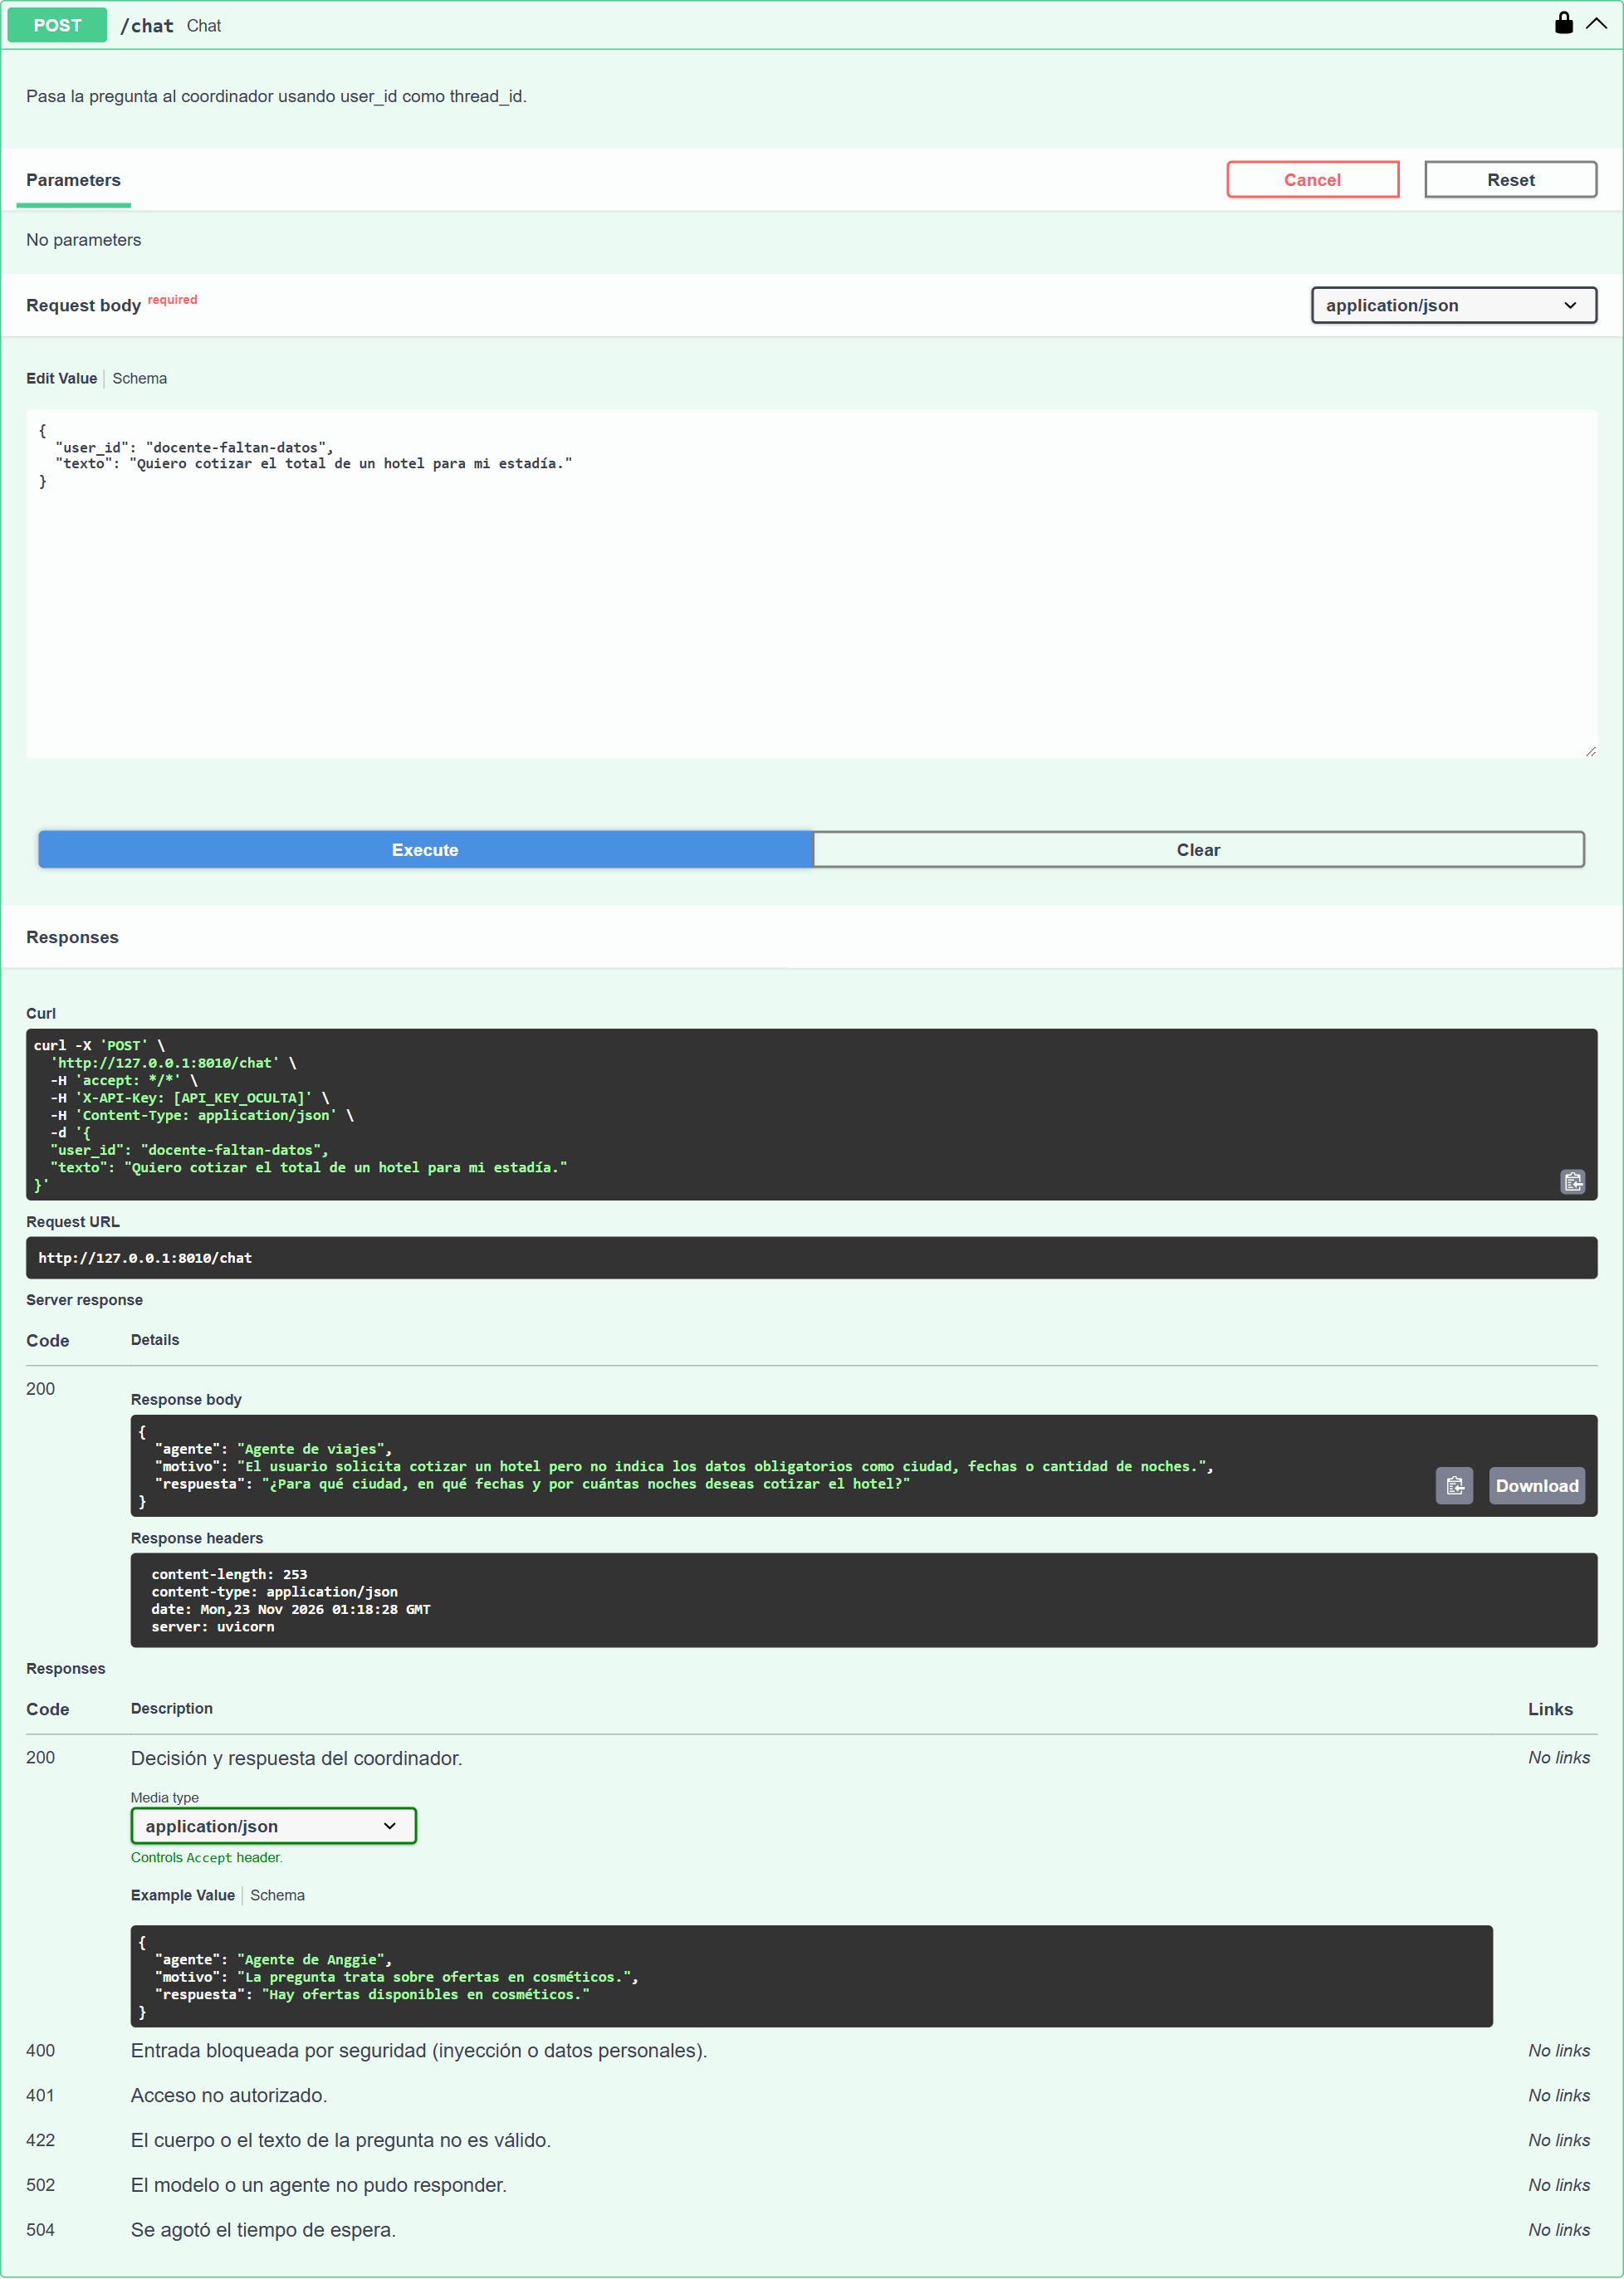 POST /chat Chat
Pasa la pregunta al coordinador usando user_id como thread_id.
Parameters
Cancel
Reset
No parameters
Request body required
application/json
Edit Value
Schema
{
  "user_id": "docente-faltan-datos",
  "texto": "Quiero cotizar el total de un hotel para mi estadía."
}
Execute
Clear
Responses
Curl
curl -X 'POST' \
  'http://127.0.0.1:8010/chat' \
  -H 'accept: */*' \
  -H 'X-API-Key: [API_KEY_OCULTA]' \
  -H 'Content-Type: application/json' \
  -d '{
  "user_id": "docente-faltan-datos",
  "texto": "Quiero cotizar el total de un hotel para mi estadía."
}'
Request URL
http://127.0.0.1:8010/chat
Server response
Code Details
200
Response body
{
  "agente": "Agente de viajes",
  "motivo": "El usuario solicita cotizar un hotel pero no indica los datos obligatorios como ciudad, fechas o cantidad de noches.",
  "respuesta": "¿Para qué ciudad, en qué fechas y por cuántas noches deseas cotizar el hotel?"
}
Download
Response headers
content-length: 253
content-type: application/json
date: Mon,23 Nov 2026 01:18:28 GMT
server: uvicorn
Responses
Code Description Links
200 Decisión y respuesta del coordinador. No links
Media type
application/json
Controls Accept header.
Example Value
Schema
{
  "agente": "Agente de Anggie",
  "motivo": "La pregunta trata sobre ofertas en cosméticos.",
  "respuesta": "Hay ofertas disponibles en cosméticos."
}
400 Entrada bloqueada por seguridad (inyección o datos personales). No links
401 Acceso no autorizado. No links
422 El cuerpo o el texto de la pregunta no es válido. No links
502 El modelo o un agente no pudo responder. No links
504 Se agotó el tiempo de espera. No links